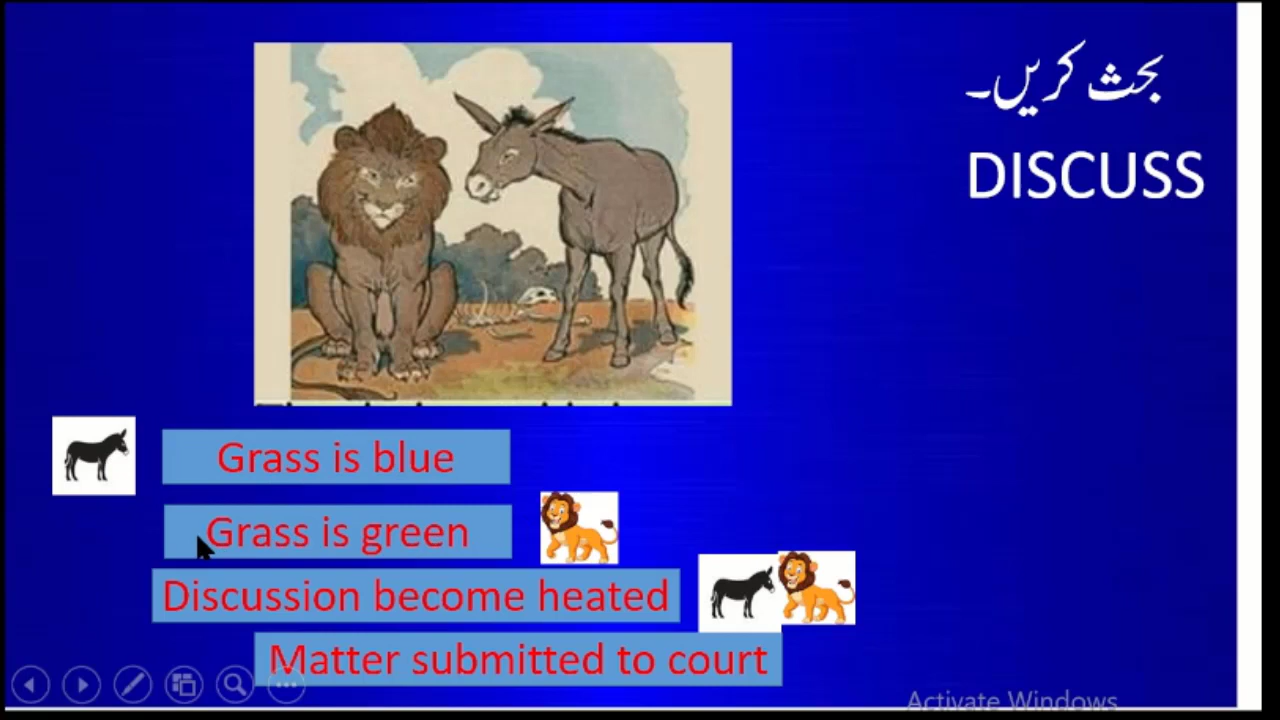 بحث کریں۔
DISCUSS
Grass is blue
Grass is green
Discussion become heated
Matter submitted to court
Activate Windows